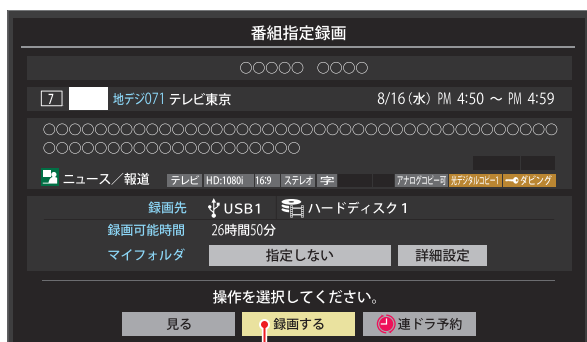 番組指定録画
○○○○○ ○○○○
7 地デジ071 テレビ東京 8/16(水) PM 4:50 ～ PM 4:59
○○○○○○○○○○○○○○○○○○○○○○○○○○○○○○○○○○○○○○○○
○○○○○○○○○○○○○○○○○○○○
ニュース／報道 テレビ HD:1080i 16:9 ステレオ 字 アナログコピー可 光デジタルコピー1 ダビング
録画先 USB1 ハードディスク1
録画可能時間 26時間50分
マイフォルダ 指定しない 詳細設定
操作を選択してください。
見る 録画する 連ドラ予約